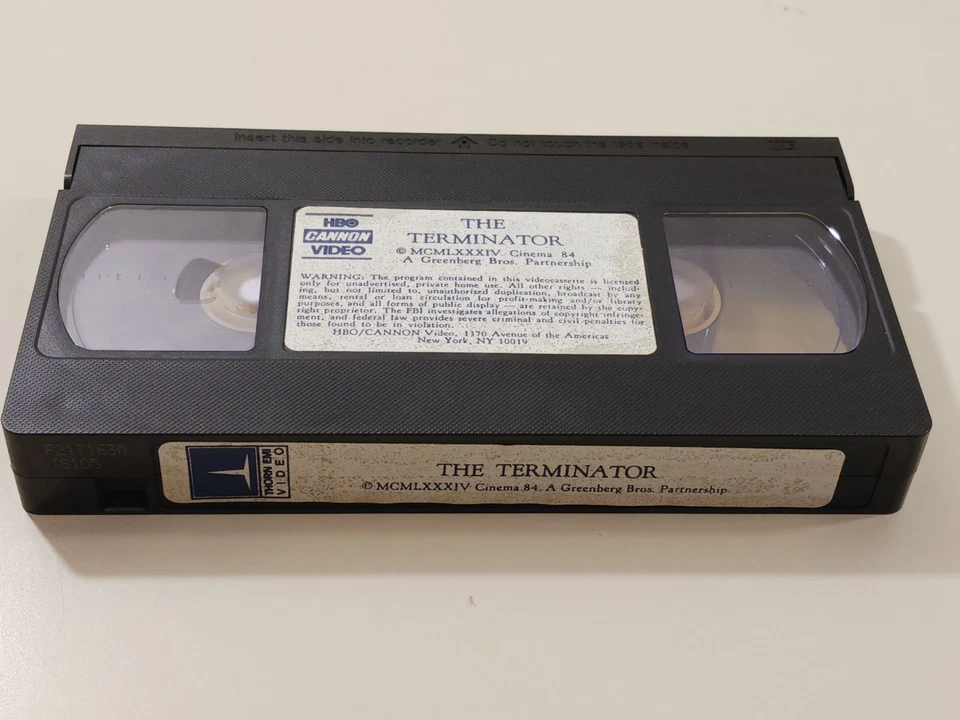 Insert this side into recorder Do not touch the tape inside
HBO
CANNON
VIDEO
THE
TERMINATOR
© MCMLXXXIV Cinema 84
A Greenberg Bros. Partnership
WARNING: The program contained in this videocassette is licensed
only for unadvertised, private home use. All other rights — includ-
ing, but not limited to, unauthorized duplication, broadcast by any
means, rental or loan circulation for profit-making and/or library
purposes, and all forms of public display — are retained by the copy-
right proprietor. The FBI investigates allegations of copyright infringe-
ment, and federal law provides severe criminal and civil penalties for
those found to be in violation.
HBO/CANNON Video, 1370 Avenue of the Americas
New York, NY 10019
THORN EMI
VIDEO
THE TERMINATOR
© MCMLXXXIV Cinema 84. A Greenberg Bros. Partnership